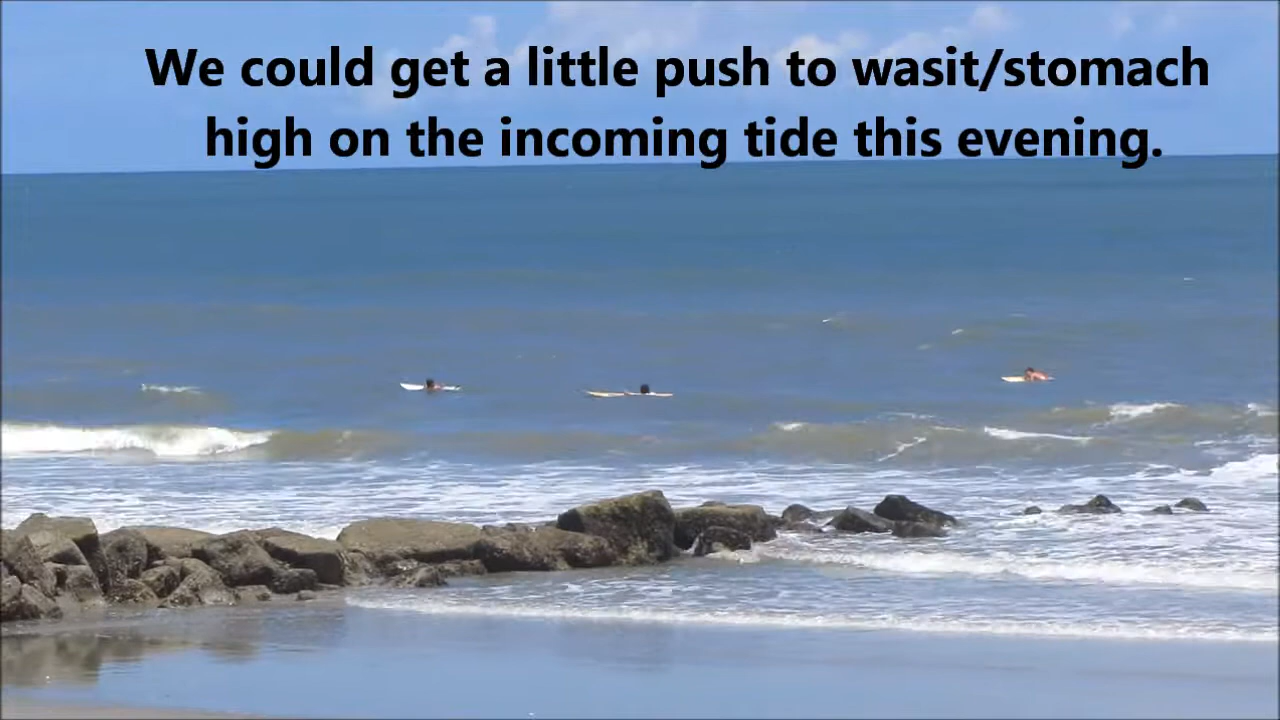 We could get a little push to wasit/stomach
high on the incoming tide this evening.